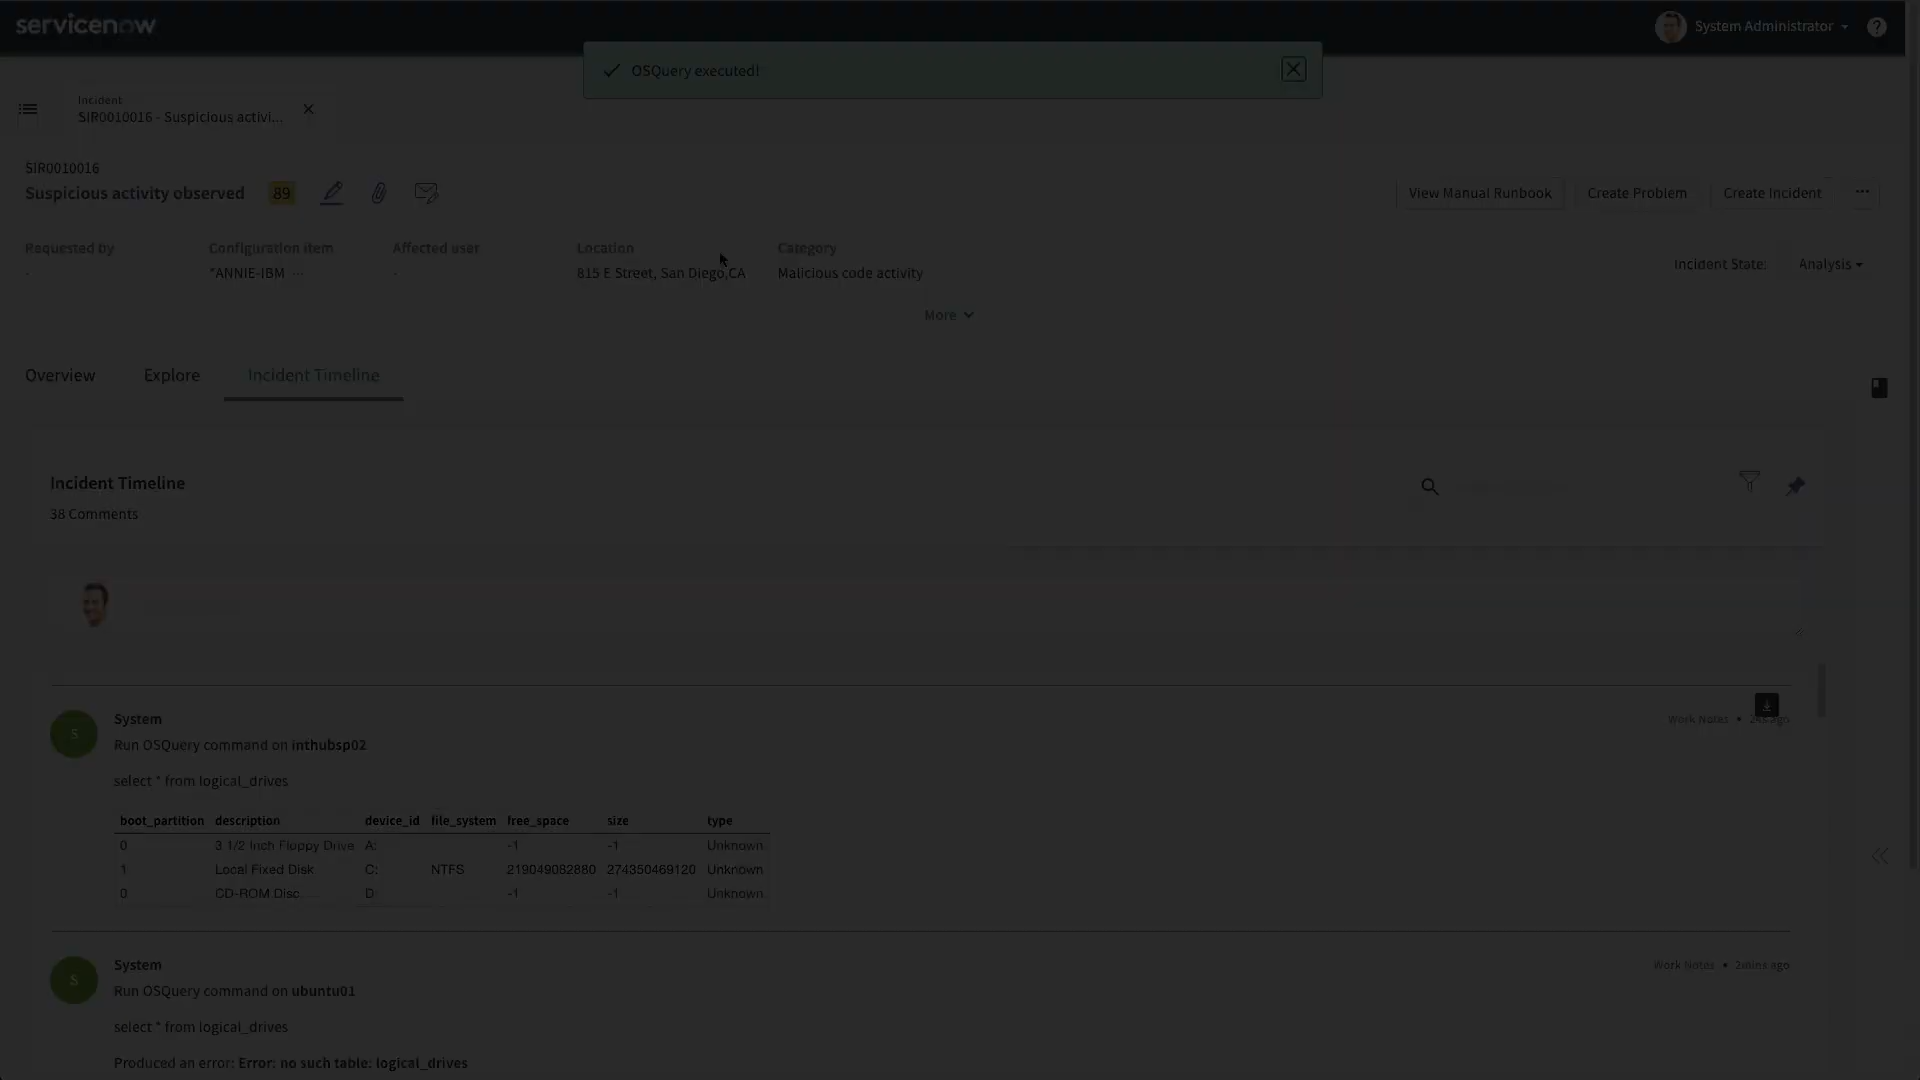 servicenow
System Administrator
OSQuery executed!
Incident
SIR0010016 - Suspicious activi...
SIR0010016
Suspicious activity observed 89
View Manual Runbook Create Problem Create Incident
Requested by Configuration item Affected user Location Category
- *ANNIE-IBM ... - 815 E Street, San Diego,CA Malicious code activity
Incident State: Analysis
More
Overview Explore Incident Timeline
Incident Timeline
38 Comments
S
System
Work Notes •
Run OSQuery command on inthubsp02
select * from logical_drives
boot_partition description device_id file_system free_space size type
0 3 1/2 Inch Floppy Drive A: -1 -1 Unknown
1 Local Fixed Disk C: NTFS 219049082880 274350469120 Unknown
0 CD-ROM Disc D: -1 -1 Unknown
S
System
Work Notes • 2mins ago
Run OSQuery command on ubuntu01
select * from logical_drives
Produced an error: Error: no such table: logical_drives